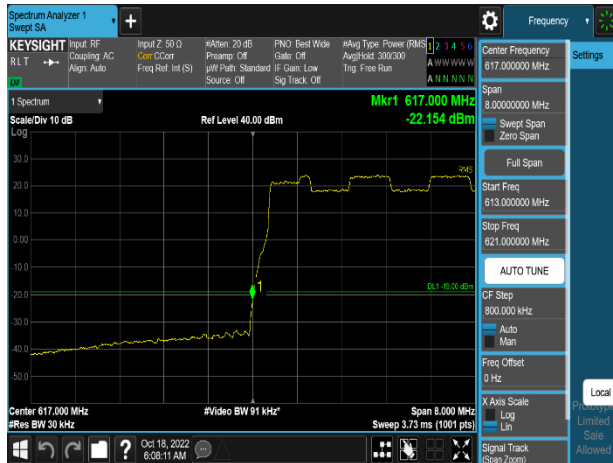 Spectrum Analyzer 1
Swept SA
Frequency
KEYSIGHT
RLT
Input: RF
Coupling: AC
Align: Auto
Input Z: 50 Ω
Corr CCorr
Freq Ref: Int (S)
#Atten: 20 dB
Preamp: Off
µW Path: Standard
Source: Off
PNO: Best Wide
Gate: Off
IF Gain: Low
Sig Track: Off
#Avg Type: Power (RMS)
Avg|Hold: 300/300
Trig: Free Run
1 2 3 4 5 6
A W W W W W
A N N N N N
1 Spectrum
Scale/Div 10 dB
Ref Level 40.00 dBm
Mkr1 617.000 MHz
-22.154 dBm
Log
30.0
20.0
10.0
0.00
-10.0
-20.0
-30.0
-40.0
-50.0
RMS
1
DL1 -19.00 dBm
Center 617.000 MHz
#Res BW 30 kHz
#Video BW 91 kHz*
Span 8.000 MHz
Sweep 3.73 ms (1001 pts)
Oct 18, 2022
6:08:11 AM
Center Frequency
617.000000 MHz
Span
8.00000000 MHz
Swept Span
Zero Span
Full Span
Start Freq
613.000000 MHz
Stop Freq
621.000000 MHz
AUTO TUNE
CF Step
800.000 kHz
Auto
Man
Freq Offset
0 Hz
X Axis Scale
Log
Lin
Signal Track
(Span Zoom)
Settings
Local
Prototype
Limited
Sale
Allowed